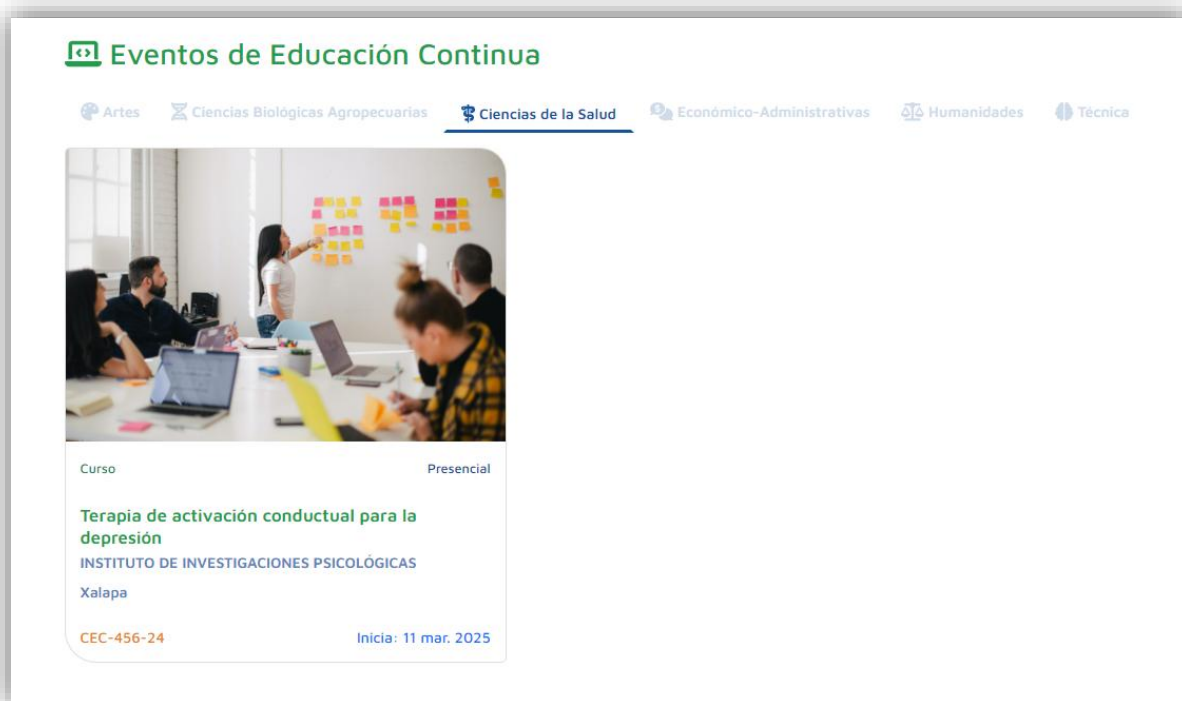 Eventos de Educación Continua
Artes Ciencias Biológicas Agropecuarias Ciencias de la Salud Económico-Administrativas Humanidades Técnica
Curso Presencial
Terapia de activación conductual para la
depresión
INSTITUTO DE INVESTIGACIONES PSICOLÓGICAS
Xalapa
CEC-456-24 Inicia: 11 mar. 2025